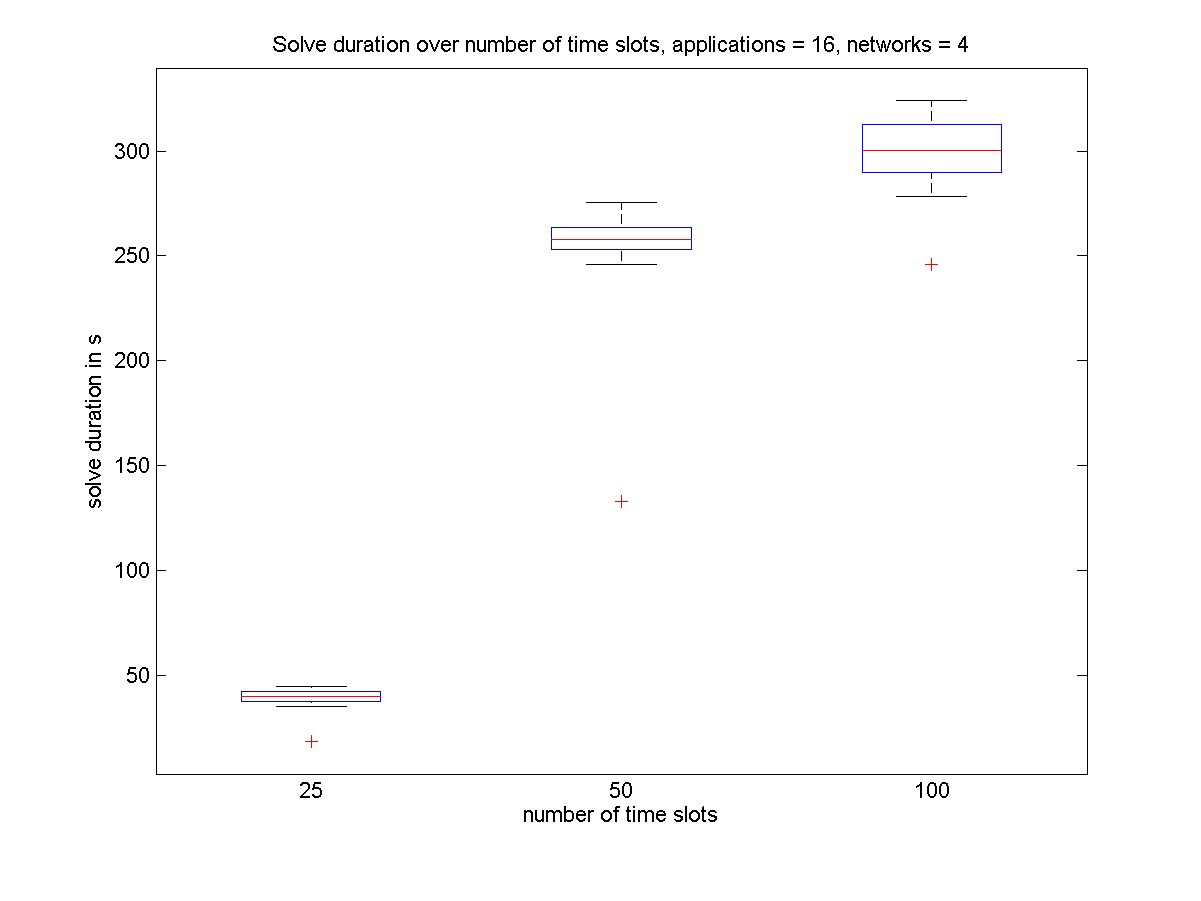 Solve duration over number of time slots, applications = 16, networks = 4
300
250
200
150
100
50
solve duration in s
25 50 100
number of time slots